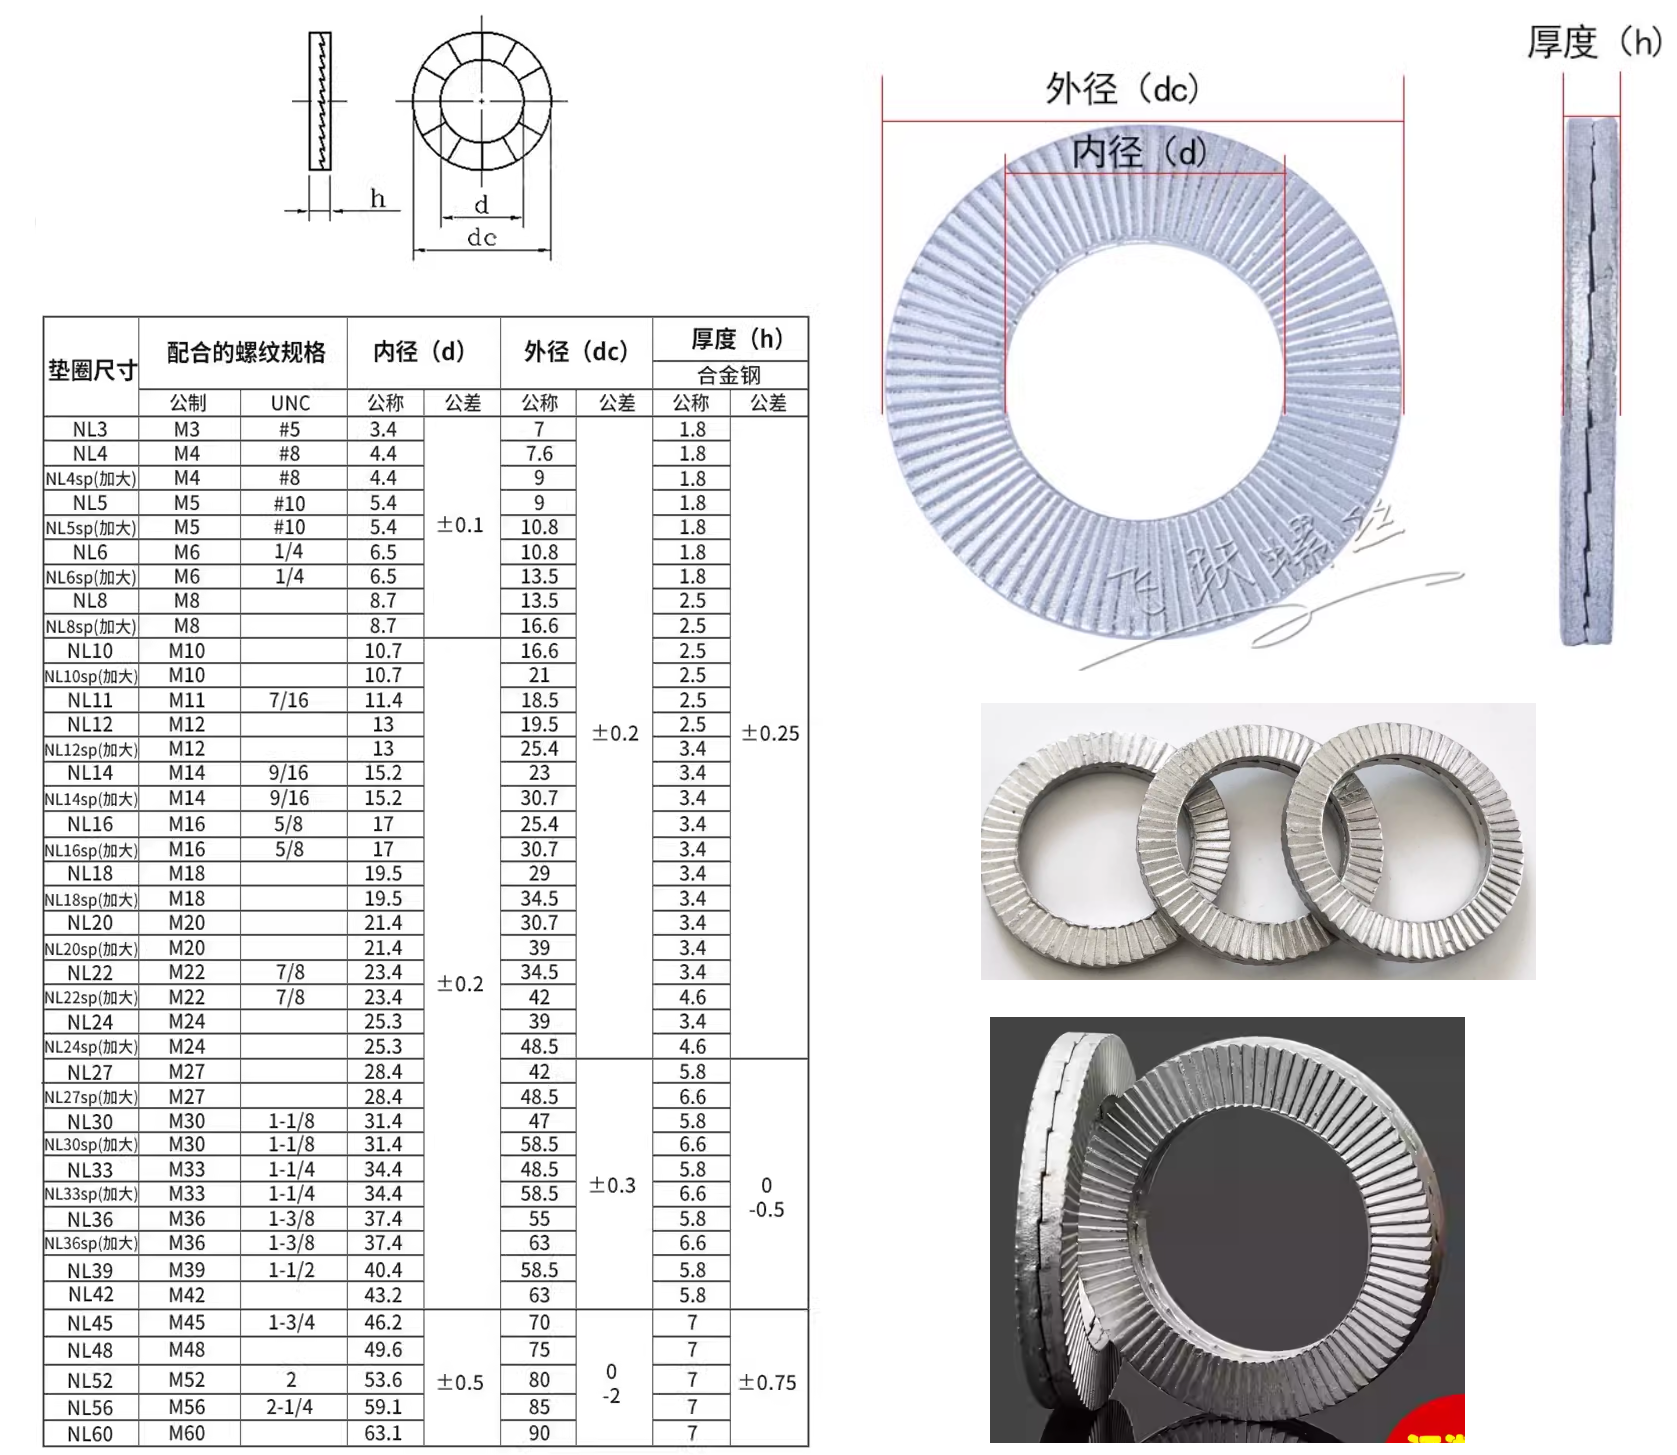 h
d
dc
垫圈尺寸 配合的螺纹规格 内径（d） 外径（dc） 厚度（h）
合金钢
公制 UNC 公称 公差 公称 公差 公称 公差
NL3 M3 #5 3.4 7 1.8
NL4 M4 #8 4.4 7.6 1.8
NL4sp(加大) M4 #8 4.4 9 1.8
NL5 M5 #10 5.4 9 1.8
NL5sp(加大) M5 #10 5.4 ±0.1 10.8 1.8
NL6 M6 1/4 6.5 10.8 1.8
NL6sp(加大) M6 1/4 6.5 13.5 1.8
NL8 M8 8.7 13.5 2.5
NL8sp(加大) M8 8.7 16.6 2.5
NL10 M10 10.7 16.6 2.5
NL10sp(加大) M10 10.7 21 2.5
NL11 M11 7/16 11.4 18.5 2.5
NL12 M12 13 19.5 ±0.2 2.5 ±0.25
NL12sp(加大) M12 13 25.4 3.4
NL14 M14 9/16 15.2 23 3.4
NL14sp(加大) M14 9/16 15.2 30.7 3.4
NL16 M16 5/8 17 25.4 3.4
NL16sp(加大) M16 5/8 17 30.7 3.4
NL18 M18 19.5 29 3.4
NL18sp(加大) M18 19.5 34.5 3.4
NL20 M20 21.4 30.7 3.4
NL20sp(加大) M20 21.4 39 3.4
NL22 M22 7/8 23.4 ±0.2 34.5 3.4
NL22sp(加大) M22 7/8 23.4 42 4.6
NL24 M24 25.3 39 3.4
NL24sp(加大) M24 25.3 48.5 4.6
NL27 M27 28.4 42 5.8
NL27sp(加大) M27 28.4 48.5 6.6
NL30 M30 1-1/8 31.4 47 5.8
NL30sp(加大) M30 1-1/8 31.4 58.5 6.6
NL33 M33 1-1/4 34.4 48.5 5.8
NL33sp(加大) M33 1-1/4 34.4 58.5 ±0.3 6.6 0
NL36 M36 1-3/8 37.4 55 5.8 -0.5
NL36sp(加大) M36 1-3/8 37.4 63 6.6
NL39 M39 1-1/2 40.4 58.5 5.8
NL42 M42 43.2 63 5.8
NL45 M45 1-3/4 46.2 70 7
NL48 M48 49.6 75 7
NL52 M52 2 53.6 ±0.5 80 0 7 ±0.75
NL56 M56 2-1/4 59.1 85 -2 7
NL60 M60 63.1 90 7
厚度（h）
外径（dc）
内径（d）
飞跃螺丝